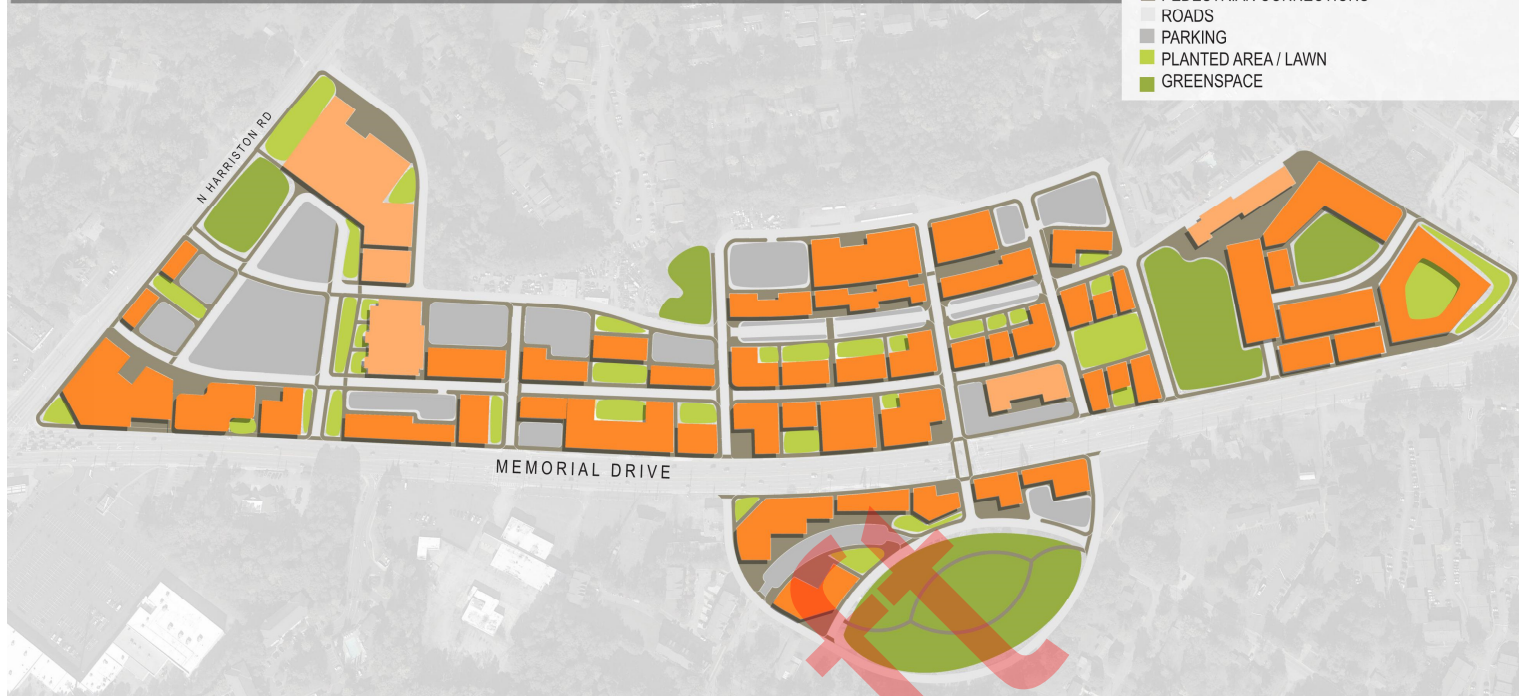 ROADS
PARKING
PLANTED AREA / LAWN
GREENSPACE
N HARRISTON RD
MEMORIAL DRIVE